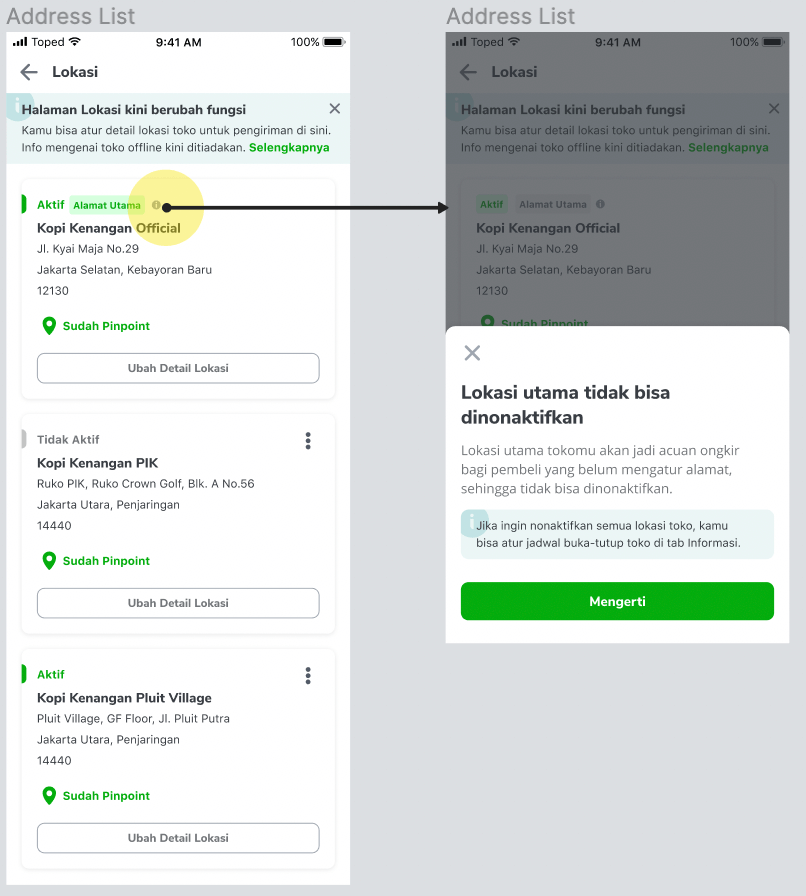 Address List
Toped 9:41 AM 100%
Lokasi
Halaman Lokasi kini berubah fungsi
Kamu bisa atur detail lokasi toko untuk pengiriman di sini.
Info mengenai toko offline kini ditiadakan. Selengkapnya
Aktif Alamat Utama
Kopi Kenangan Official
Jl. Kyai Maja No.29
Jakarta Selatan, Kebayoran Baru
12130
Sudah Pinpoint
Ubah Detail Lokasi
Tidak Aktif
Kopi Kenangan PIK
Ruko PIK, Ruko Crown Golf, Blk. A No.56
Jakarta Utara, Penjaringan
14440
Sudah Pinpoint
Ubah Detail Lokasi
Aktif
Kopi Kenangan Pluit Village
Pluit Village, GF Floor, Jl. Pluit Putra
Jakarta Utara, Penjaringan
14440
Sudah Pinpoint
Ubah Detail Lokasi
Address List
Toped 9:41 AM 100%
Lokasi
Halaman Lokasi kini berubah fungsi
Kamu bisa atur detail lokasi toko untuk pengiriman di sini.
Info mengenai toko offline kini ditiadakan. Selengkapnya
Aktif Alamat Utama
Kopi Kenangan Official
Jl. Kyai Maja No.29
Jakarta Selatan, Kebayoran Baru
12130
Sudah Pinpoint
Lokasi utama tidak bisa
dinonaktifkan
Lokasi utama tokomu akan jadi acuan ongkir
bagi pembeli yang belum mengatur alamat,
sehingga tidak bisa dinonaktifkan.
Jika ingin nonaktifkan semua lokasi toko, kamu
bisa atur jadwal buka-tutup toko di tab Informasi.
Mengerti